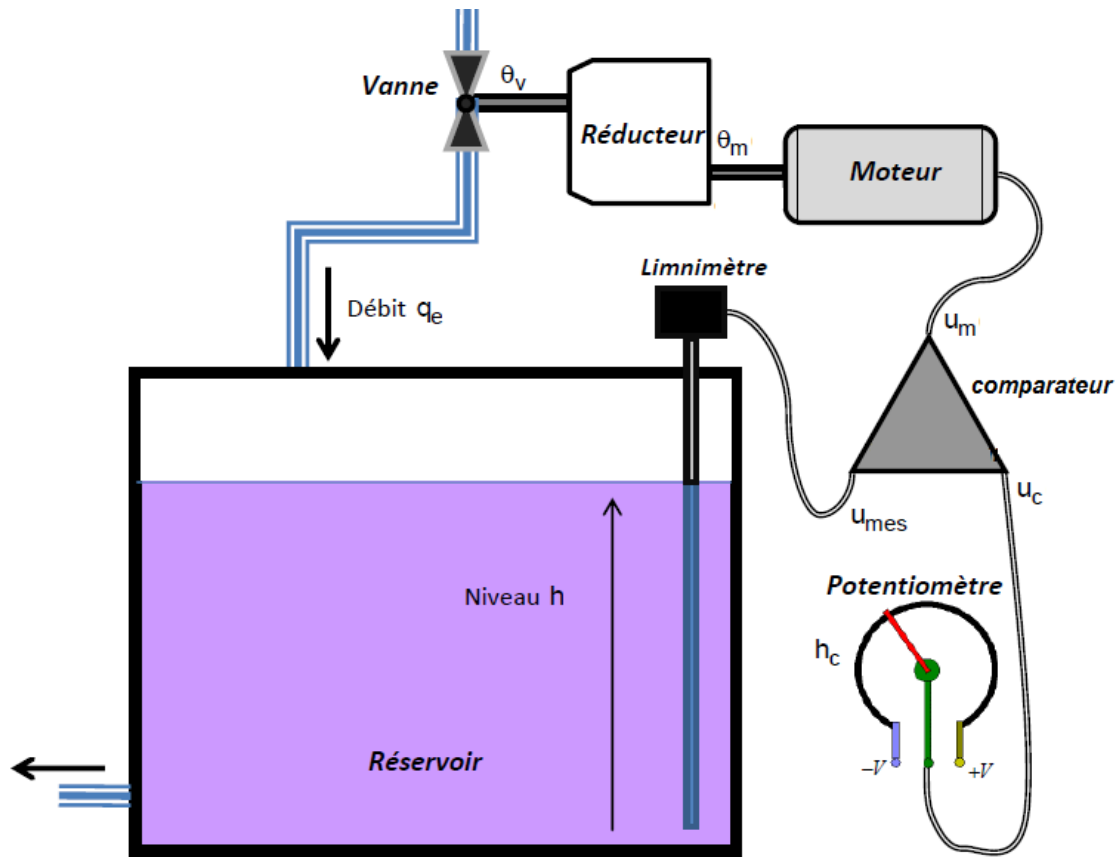 Vanne
θv
Réducteur
θm
Moteur
Limnimètre
Débit qe
um
comparateur
uc
umes
Niveau h
Potentiomètre
hc
Réservoir
−V
+V